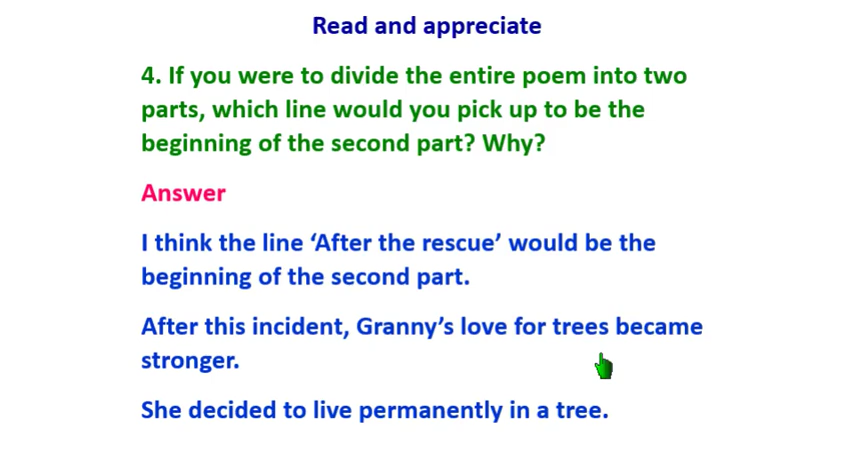 Read and appreciate
4. If you were to divide the entire poem into two
parts, which line would you pick up to be the
beginning of the second part? Why?
Answer
I think the line ‘After the rescue’ would be the
beginning of the second part.
After this incident, Granny’s love for trees became
stronger.
She decided to live permanently in a tree.